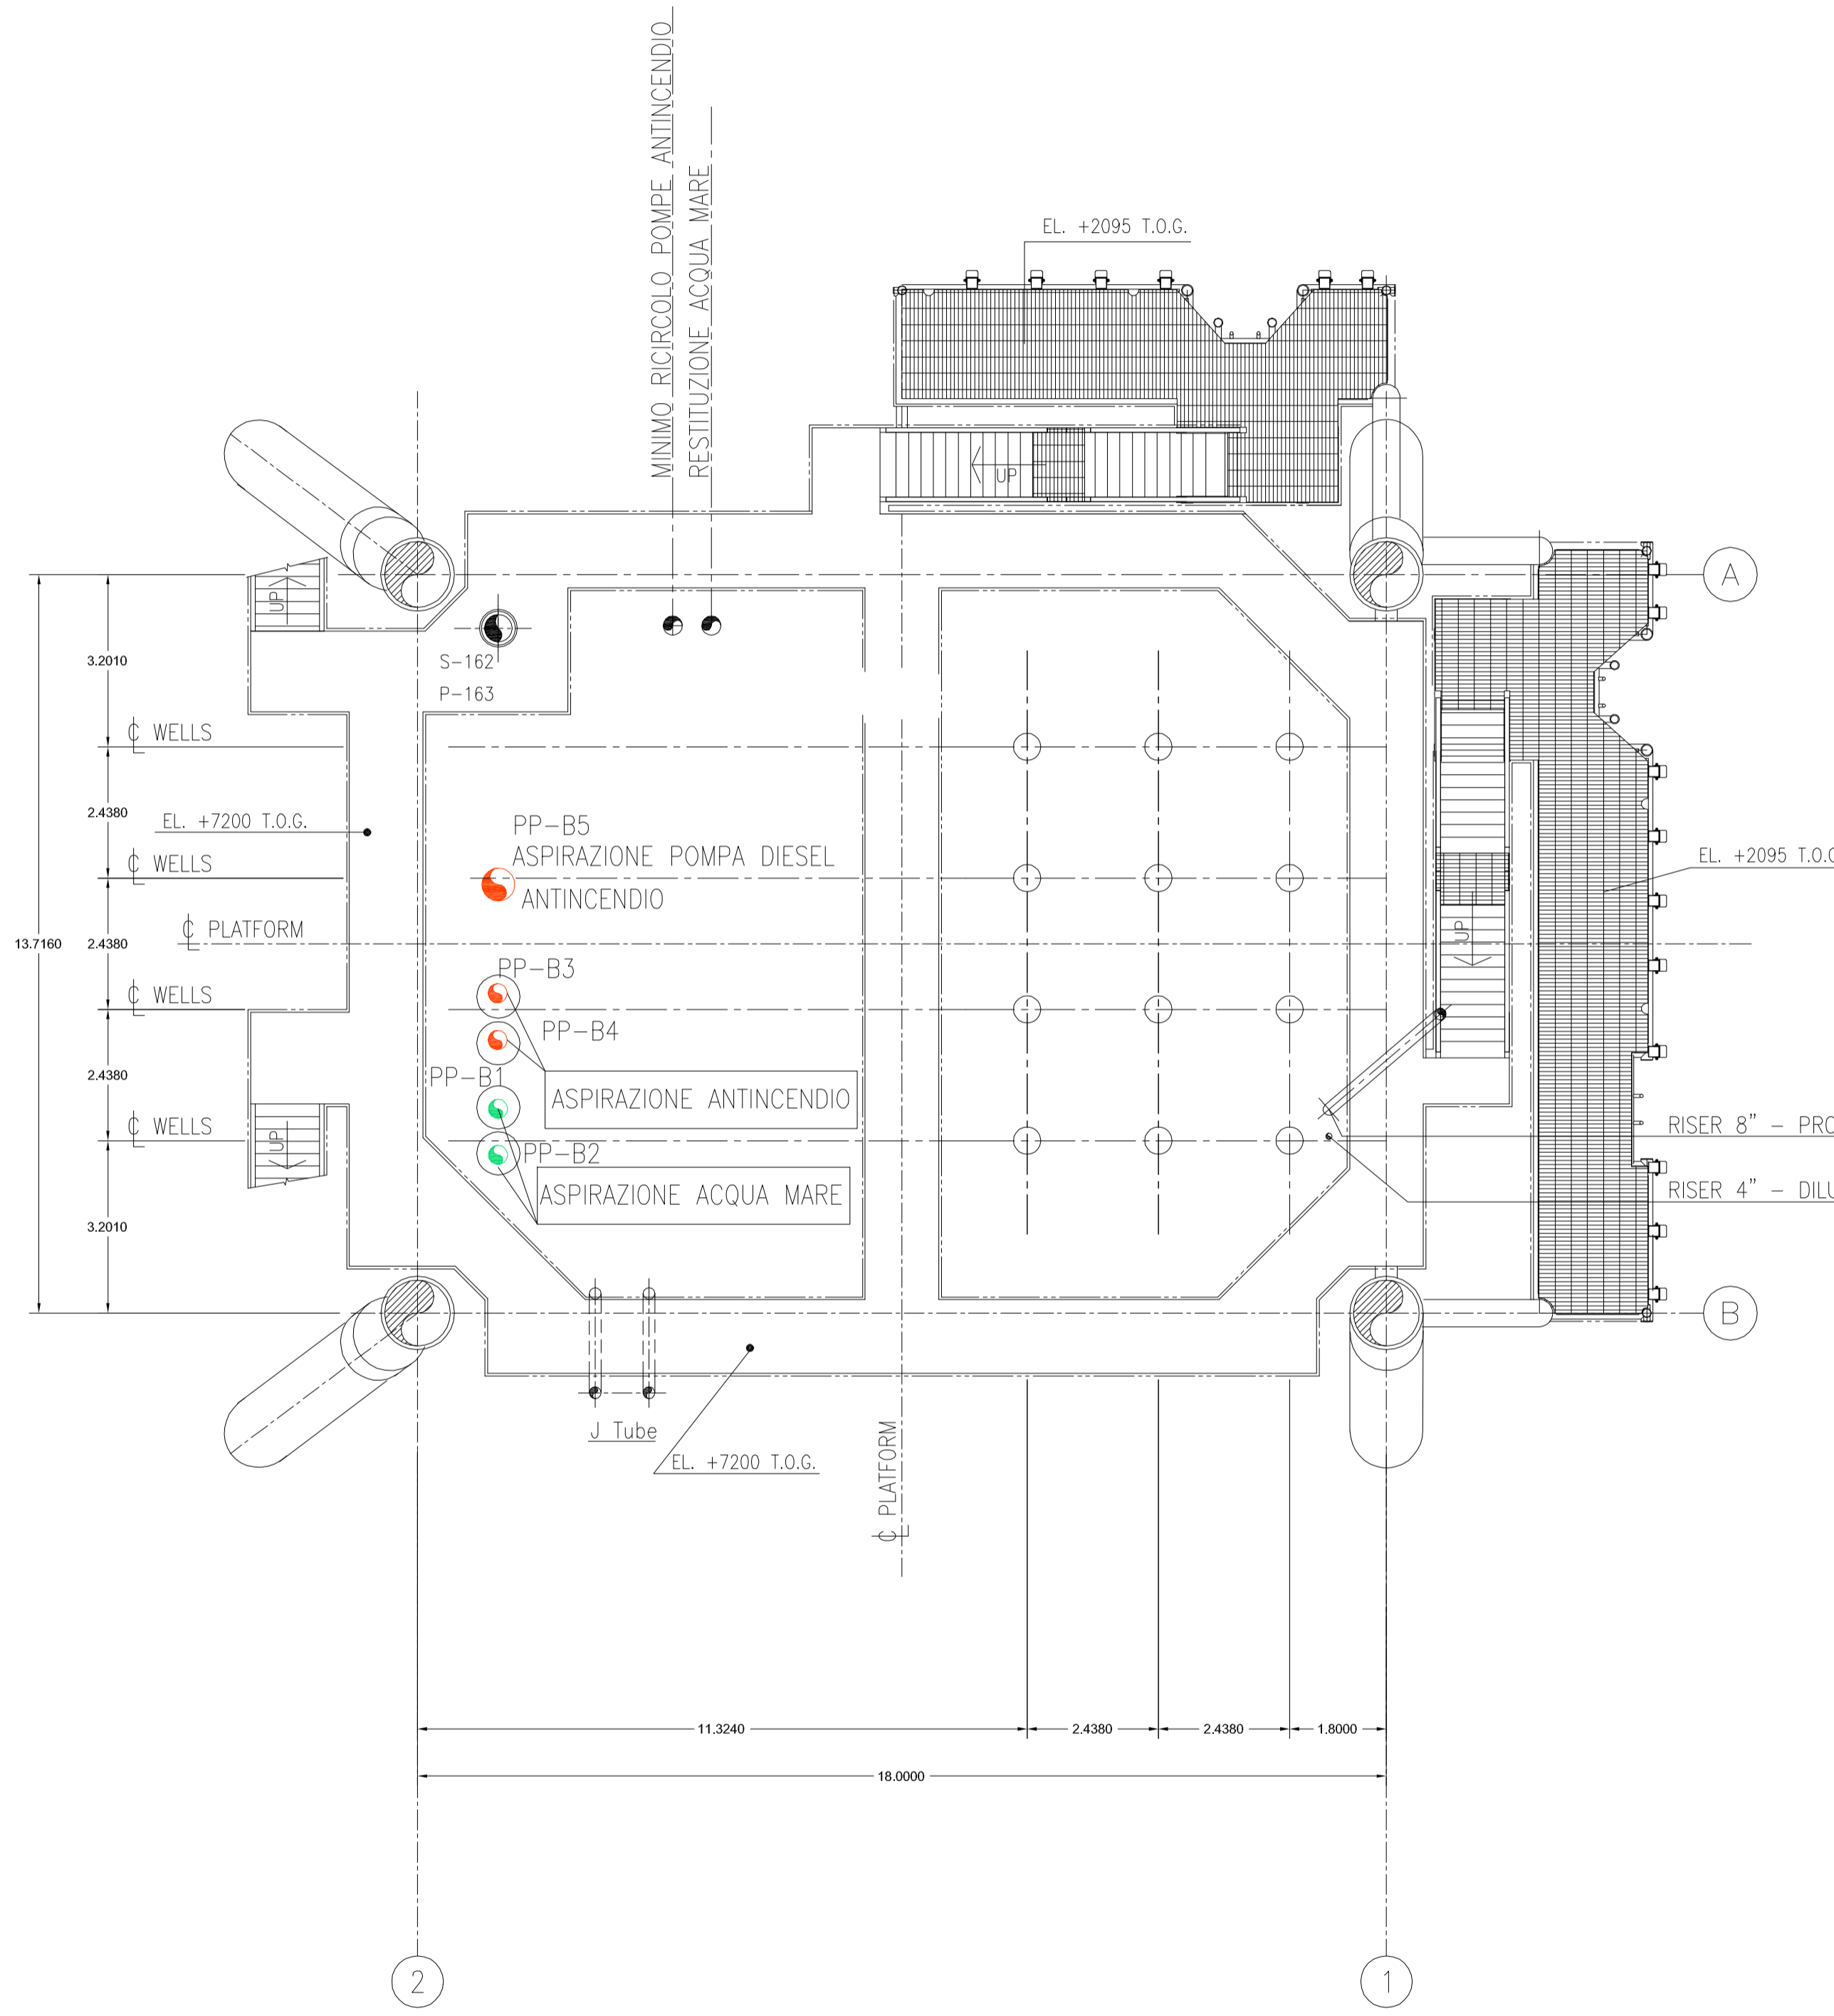 MINIMO RICIRCOLO POMPE ANTINCENDIO
RESTITUZIONE ACQUA MARE
EL. +2095 T.O.G.
UP
A
UP
S-162
P-163
3.2010
℄ WELLS
2.4380
EL. +7200 T.O.G.
PP-B5
ASPIRAZIONE POMPA DIESEL
ANTINCENDIO
EL. +2095 T.O.G
℄ WELLS
℄ PLATFORM
13.7160
2.4380
UP
PP-B3
℄ WELLS
PP-B4
2.4380
PP-B1
ASPIRAZIONE ANTINCENDIO
℄ WELLS
UP
PP-B2
RISER 8" - PRO
ASPIRAZIONE ACQUA MARE
RISER 4" - DILU
3.2010
B
J Tube
EL. +7200 T.O.G.
℄ PLATFORM
11.3240
2.4380
2.4380
1.8000
18.0000
2
1